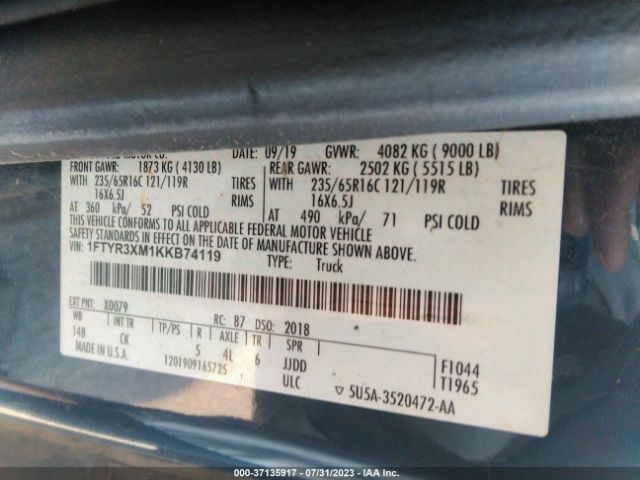 MOTOR CO.
DATE: 09/19 GVWR: 4082 KG ( 9000 LB)
FRONT GAWR: 1873 KG ( 4130 LB) REAR GAWR: 2502 KG ( 5515 LB)
WITH 235/65R16C 121/119R TIRES WITH 235/65R16C 121/119R TIRES
16X6.5J RIMS 16X6.5J RIMS
AT 360 kPa/ 52 PSI COLD AT 490 kPa/ 71 PSI COLD
THIS VEHICLE CONFORMS TO ALL APPLICABLE FEDERAL MOTOR VEHICLE
SAFETY STANDARDS IN EFFECT ON THE DATE OF MANUFACTURE SHOWN ABOVE.
VIN: 1FTYR3XM1KKB74119 TYPE: Truck
EXT PNT: X0079 RC: 87 DSO: 2018
WB INT TR TP/PS R AXLE TR SPR
148 CK 5 4L 6 JJDD F1044
MADE IN U.S.A. 1201909165725 ULC T1965
▽ 5U5A-3520472-AA
000-37135917 - 07/31/2023 - IAA Inc.